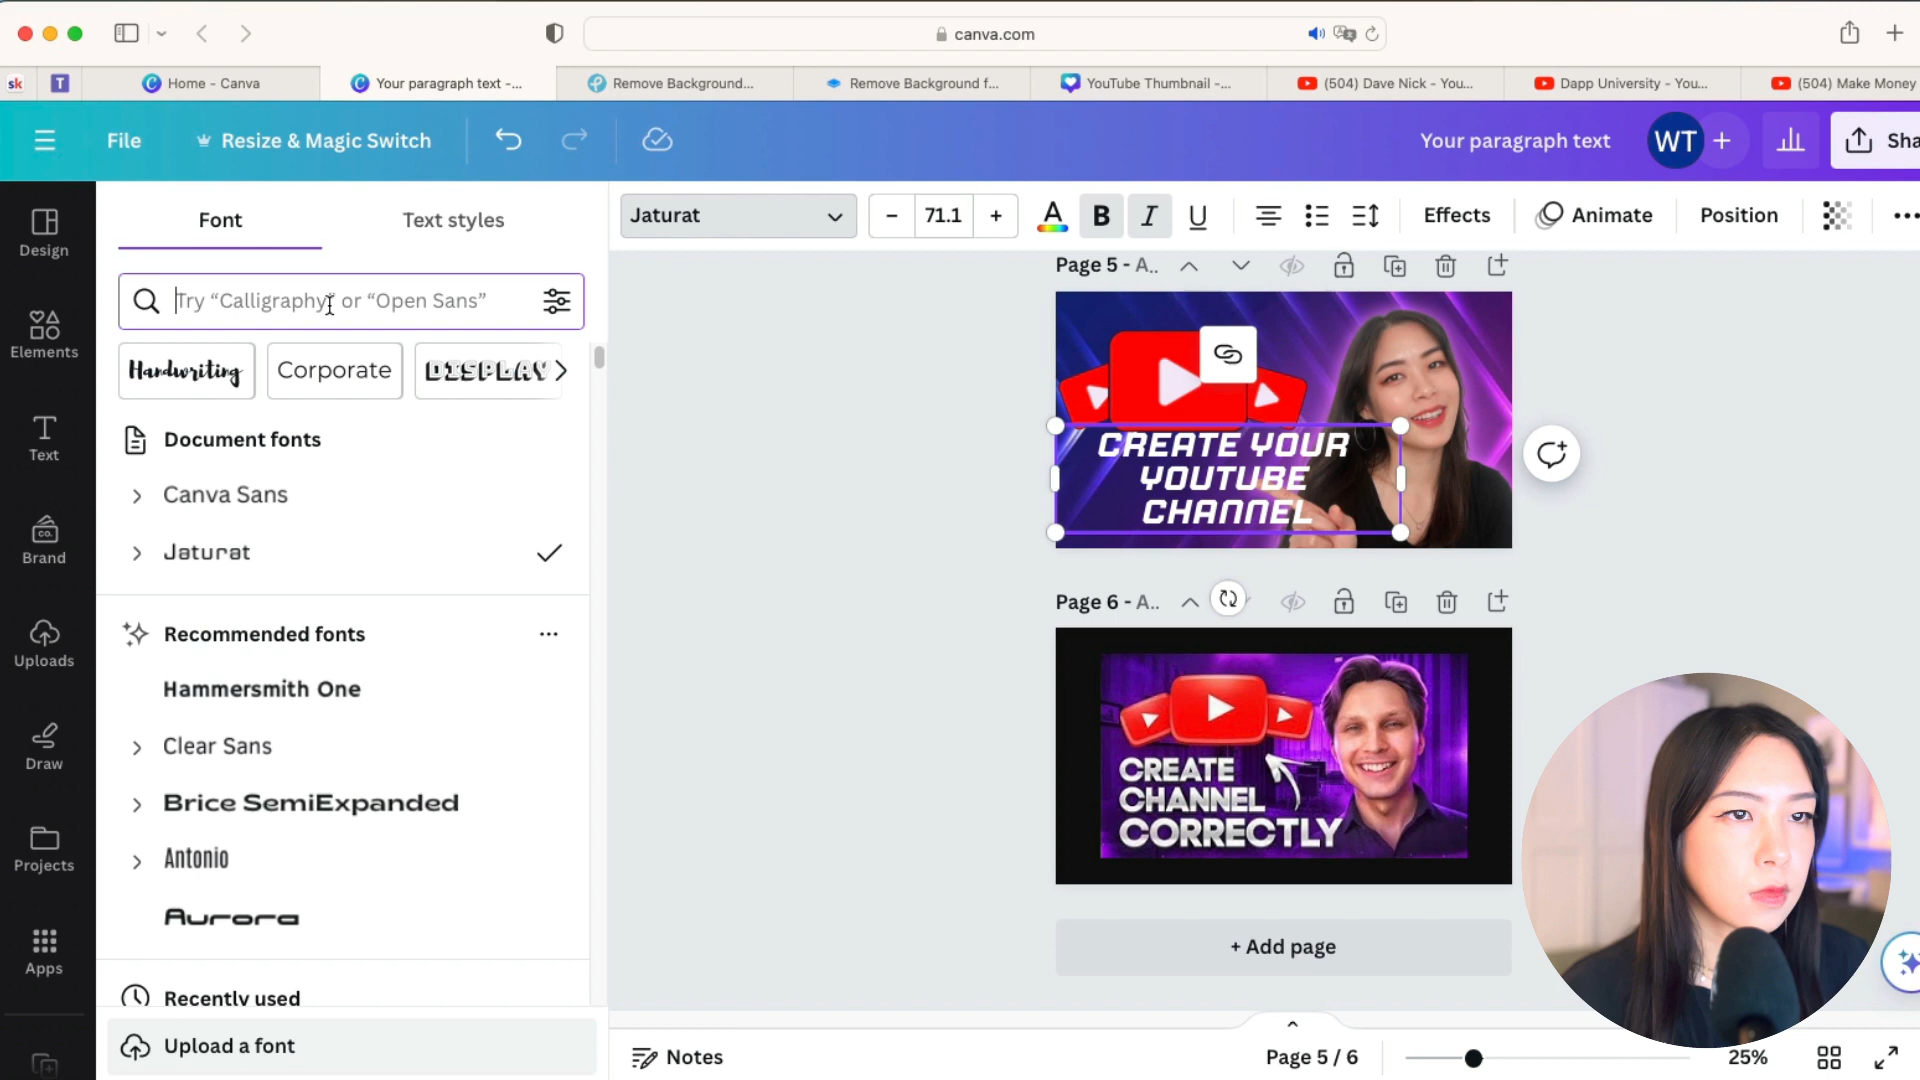 canva.com
sk
T
Home - Canva
Your paragraph text -...
Remove Background...
Remove Background f...
YouTube Thumbnail -...
(504) Dave Nick - You...
Dapp University - You...
(504) Make Money
File
Resize & Magic Switch
Your paragraph text
WT
+
Sha
Design
Elements
Text
Brand
Uploads
Draw
Projects
Apps
Font
Text styles
Try “Calligraphy” or “Open Sans”
Handwriting
Corporate
DISPLAY
Document fonts
Canva Sans
Jaturat
Recommended fonts
...
Hammersmith One
Clear Sans
Brice SemiExpanded
Antonio
Aurora
Recently used
Upload a font
Jaturat
- 71.1 +
A
B
I
U
Effects
Animate
Position
...
Page 5 - A..
CREATE YOUR
YOUTUBE
CHANNEL
Page 6 - A..
CREATE
CHANNEL
CORRECTLY
+ Add page
Notes
Page 5 / 6
25%